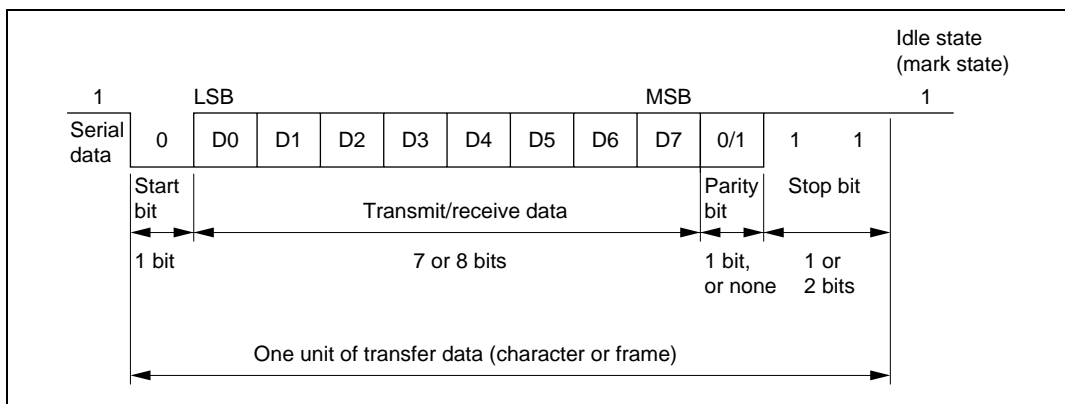 Idle state
(mark state)
1 LSB MSB 1
Serial
data
0 D0 D1 D2 D3 D4 D5 D6 D7 0/1 1 1
Start
bit
Transmit/receive data
Parity
bit
Stop bit
1 bit
7 or 8 bits
1 bit,
or none
1 or
2 bits
One unit of transfer data (character or frame)